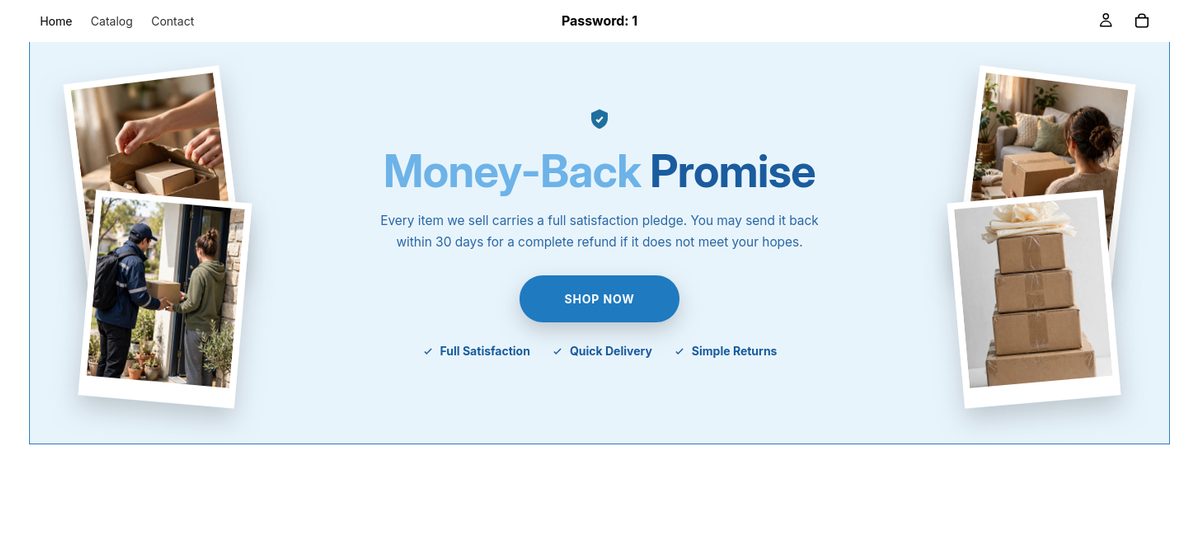 Home Catalog Contact Password: 1
Money-Back Promise
Every item we sell carries a full satisfaction pledge. You may send it back
within 30 days for a complete refund if it does not meet your hopes.
SHOP NOW
Full Satisfaction Quick Delivery Simple Returns